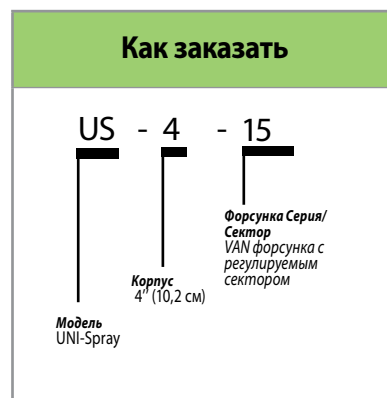 Как заказать
US - 4 - 15
Форсунка Серия/
Сектор
VAN форсунка с
регулируемым
сектором
Корпус
4’’ (10,2 см)
Модель
UNI-Spray